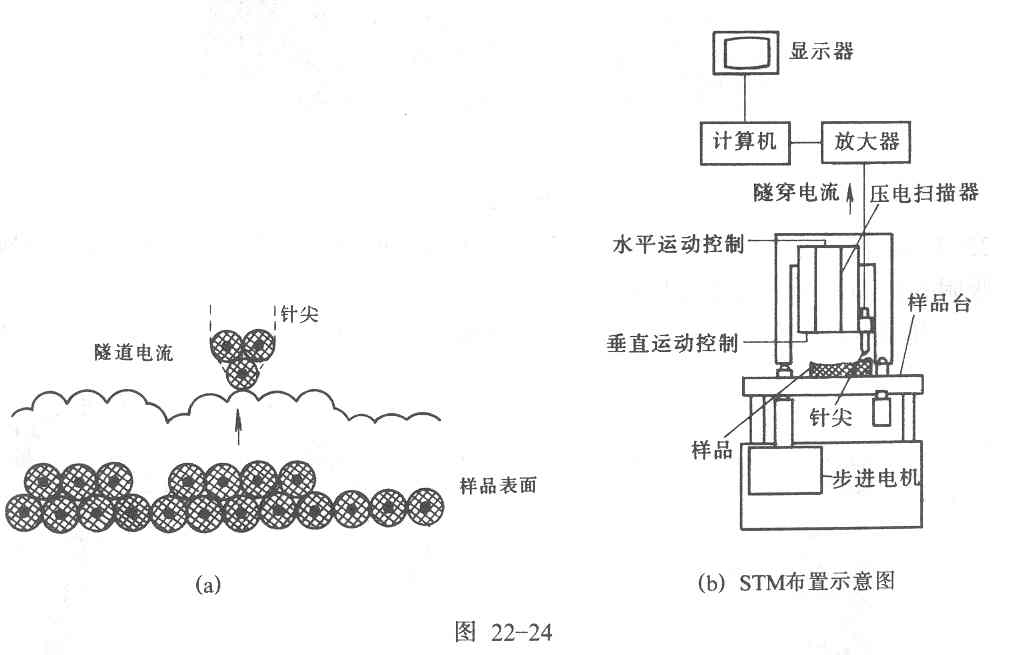 针尖
隧道电流
样品表面
(a)
显示器
计算机
放大器
隧穿电流
压电扫描器
水平运动控制
样品台
垂直运动控制
针尖
样品
步进电机
(b) STM布置示意图
图 22-24